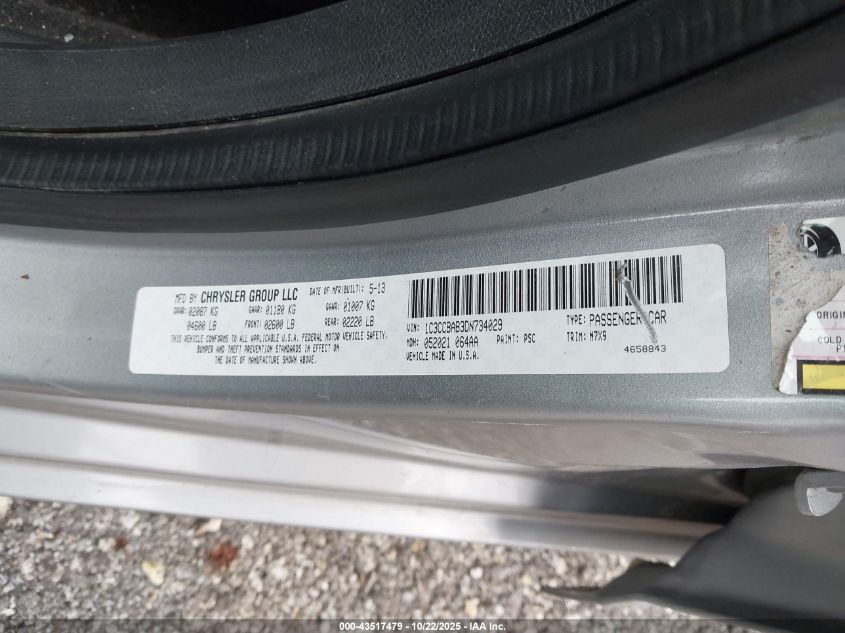 MFD BY CHRYSLER GROUP LLC DATE OF MFR(BUILT): 5-13
GVWR: 02087 KG GAWR: 01180 KG GAWR: 01007 KG
04600 LB FRONT: 02600 LB REAR: 02220 LB
THIS VEHICLE CONFORMS TO ALL APPLICABLE U.S.A. FEDERAL MOTOR VEHICLE SAFETY,
BUMPER AND THEFT PREVENTION STANDARDS IN EFFECT ON
THE DATE OF MANUFACTURE SHOWN ABOVE.
VIN: 1C3CCBAB3DN734029 TYPE: PASSENGER CAR
MDH: 052021 064AA PAINT: PSC TRIM: N7X9
VEHICLE MADE IN U.S.A. 4658843
ORIGIN
COLD
000-43517479 - 10/22/2025 - © IAA, Inc.